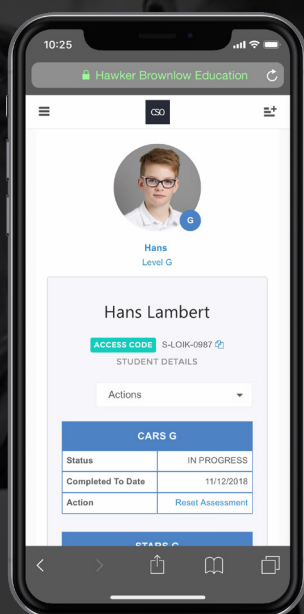 10:25
Hawker Brownlow Education
CSO
G
Hans
Level G
Hans Lambert
ACCESS CODE S-LOIK-0987
STUDENT DETAILS
Actions
CARS G
Status IN PROGRESS
Completed To Date 11/12/2018
Action Reset Assessment
STARS G